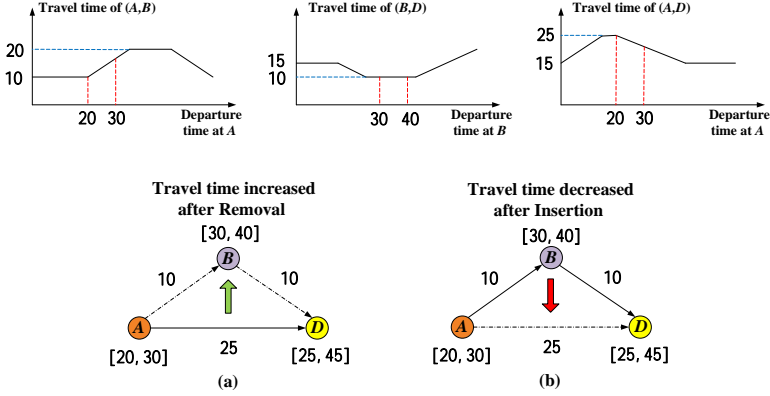 Travel time of (A,B)
20
10
20 30
Departure
time at A
Travel time of (B,D)
15
10
30 40
Departure
time at B
Travel time of (A,D)
25
15
20 30
Departure
time at A
Travel time increased
after Removal
[30, 40]
B
10 10
A D
25
[20, 30] [25, 45]
(a)
Travel time decreased
after Insertion
[30, 40]
B
10 10
A D
25
[20, 30] [25, 45]
(b)